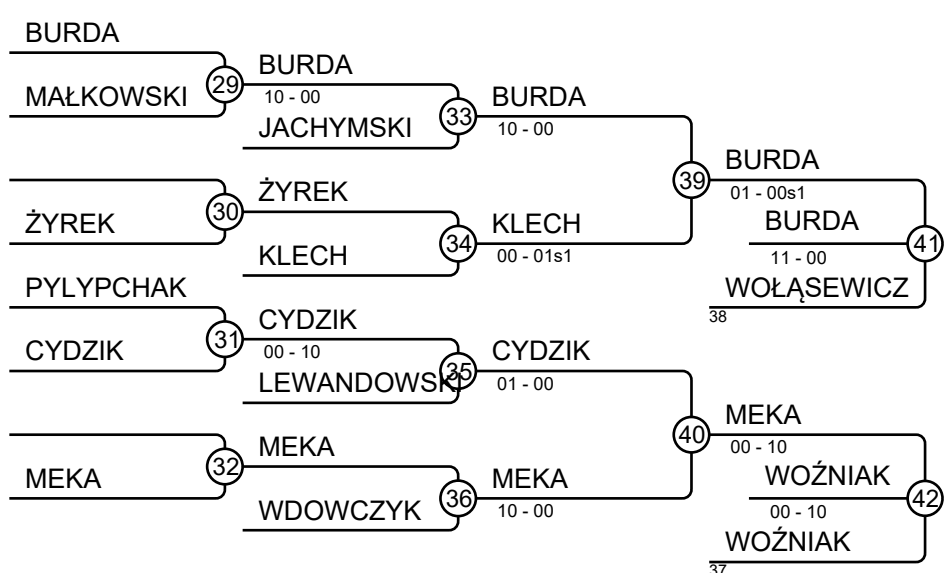 BURDA
MAŁKOWSKI
29
BURDA
10 - 00
JACHYMSKI
33
BURDA
10 - 00
ŻYREK
30
ŻYREK
KLECH
34
KLECH
00 - 01s1
39
BURDA
01 - 00s1
BURDA
11 - 00
WOŁĄSEWICZ
38
41
PYLYPCHAK
CYDZIK
31
CYDZIK
00 - 10
LEWANDOWSKI
35
CYDZIK
01 - 00
MEKA
32
MEKA
WDOWCZYK
36
MEKA
10 - 00
40
MEKA
00 - 10
WOŹNIAK
00 - 10
WOŹNIAK
37
42